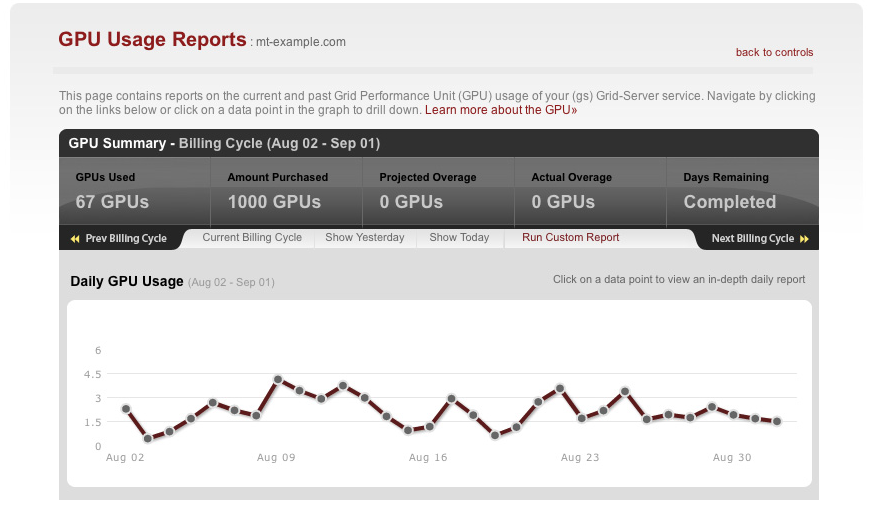 GPU Usage Reports : mt-example.com
back to controls
This page contains reports on the current and past Grid Performance Unit (GPU) usage of your (gs) Grid-Server service. Navigate by clicking
on the links below or click on a data point in the graph to drill down. Learn more about the GPU»
GPU Summary - Billing Cycle (Aug 02 - Sep 01)
GPUs Used Amount Purchased Projected Overage Actual Overage Days Remaining
67 GPUs 1000 GPUs 0 GPUs 0 GPUs Completed
Prev Billing Cycle Current Billing Cycle Show Yesterday Show Today Run Custom Report Next Billing Cycle
Daily GPU Usage (Aug 02 - Sep 01) Click on a data point to view an in-depth daily report
6
4.5
3
1.5
0
Aug 02 Aug 09 Aug 16 Aug 23 Aug 30